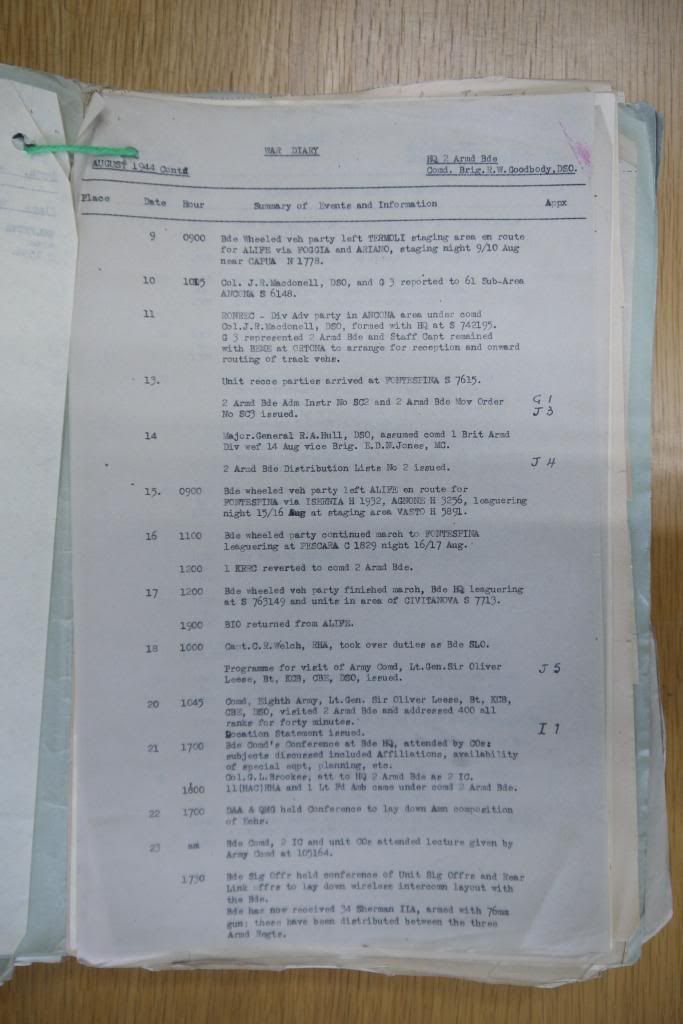 WAR DIARY
AUGUST 1944 Contd
HQ 2 Armd Bde
Comd. Brig.R.W.Goodbody,DSO.
Place Date Hour Summary of Events and Information Appx
9 0900 Bde Wheeled veh party left TERMOLI staging area en route
for ALIFE via FOGGIA and ARIANO, staging night 9/10 Aug
near CAPUA N 1778.
10 1015 Col. J.R.Macdonell, DSO, and G 3 reported to 61 Sub-Area
ANCONA S 6148.
11 RONREC - Div Adv party in ANCONA area under comd
Col.J.R.Macdonell, DSO, formed with HQ at S 742195.
G 3 represented 2 Armd Bde and Staff Capt remained
with BEME at ORTONA to arrange for reception and onward
routing of track vehs.
13. Unit recce parties arrived at FONTESPINA S 7615.
2 Armd Bde Adm Instr No SC2 and 2 Armd Bde Mov Order G 1
No SC3 issued. J 3
14 Major.General R.A.Hull, DSO, assumed comd 1 Brit Armd
Div wef 14 Aug vice Brig. E.D.N.Jones, MC.
2 Armd Bde Distribution Lists No 2 issued. J 4
15. 0900 Bde wheeled veh party left ALIFE en route for
FONTESPINA via ISERNIA H 1932, AGNONE H 3256, leaguering
night 15/16 Aug at staging area VASTO H 5891.
16 1100 Bde wheeled party continued march to FONTESPINA
leaguering at PESCARA C 1829 night 16/17 Aug.
1200 1 KRRC reverted to comd 2 Armd Bde.
17 1200 Bde wheeled veh party finished march, Bde HQ leaguering
at S 763149 and units in area of CIVITANOVA S 7713.
1900 BIO returned from ALIFE.
18 1000 Capt.C.R.Welch, RHA, took over duties as Bde SLO.
Programme for visit of Army Comd, Lt.Gen.Sir Oliver J 5
Leese, Bt, KCB, CBE, DSO, issued.
20 1045 Comd, Eighth Army, Lt.Gen. Sir Oliver Leese, Bt, KCB,
CBE, DSO, visited 2 Armd Bde and addressed 400 all
ranks for forty minutes.
Location Statement issued. I 1
21 1700 Bde Comd's Conference at Bde HQ, attended by COs;
subjects discussed included Affiliations, availability
of special eqpt, planning, etc.
Col.G.L.Brookes, att to HQ 2 Armd Bde as 2 IC.
1800 11(HAC)RHA and 1 Lt Fd Amb came under comd 2 Armd Bde.
22 1700 DAA & QMG held Conference to lay down Amn composition
of Echs.
23 am Bde Comd, 2 IC and unit COs attended lecture given by
Army Comd at 105164.
1730 Bde Sig Offr held conference of Unit Sig Offrs and Rear
Link offrs to lay down wireless intercomn layout with
the Bde.
Bde has now received 34 Sherman IIA, armed with 76mm
gun; these have been distributed between the three
Armd Regts.